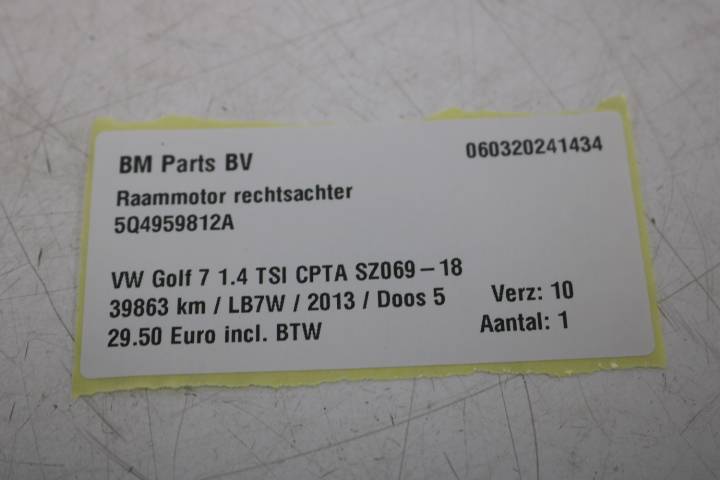 BM Parts BV 060320241434
Raammotor rechtsachter
5Q4959812A
VW Golf 7 1.4 TSI CPTA SZ069-18
39863 km / LB7W / 2013 / Doos 5 Verz: 10
29.50 Euro incl. BTW Aantal: 1